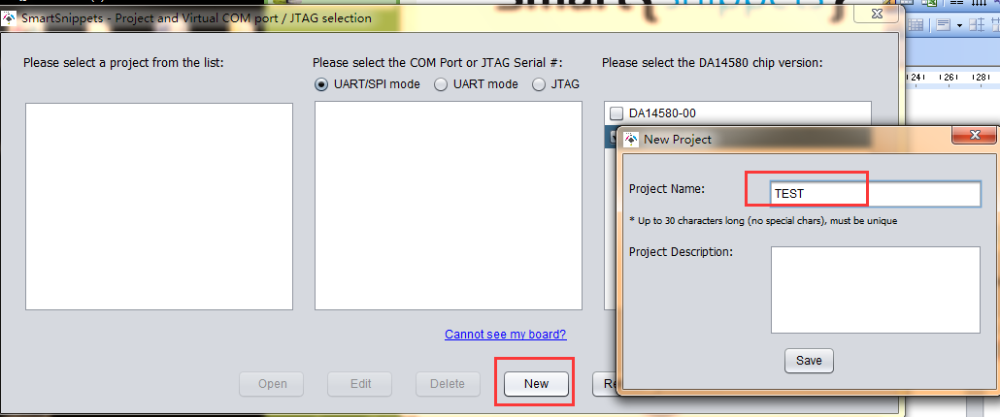 SmartSnippets - Project and Virtual COM port / JTAG selection
Please select a project from the list:
Please select the COM Port or JTAG Serial #:
UART/SPI mode
UART mode
JTAG
Please select the DA14580 chip version:
DA14580-00
New Project
Project Name:
TEST
* Up to 30 characters long (no special chars), must be unique
Project Description:
Save
Cannot see my board?
Open
Edit
Delete
New
124
126
128